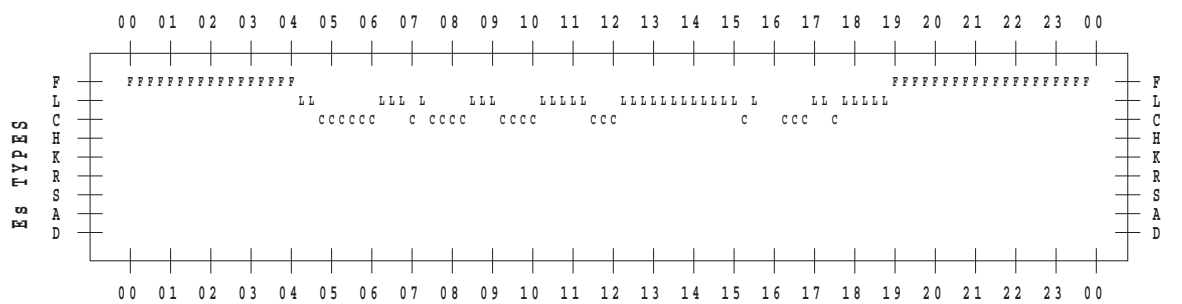 00 01 02 03 04 05 06 07 08 09 10 11 12 13 14 15 16 17 18 19 20 21 22 23 00
F FFFFFFFFFFFFFFFFF FFFFFFFFFFFFFFFFFFFF F
L LL LLL L LLL LLLLL LLLLLLLLLLLL L LL LLLLL L
C CCCCCC C CCCC CCCC CCC C CCC C C
H H
K K
R R
S S
A A
D D
Es TYPES
00 01 02 03 04 05 06 07 08 09 10 11 12 13 14 15 16 17 18 19 20 21 22 23 00